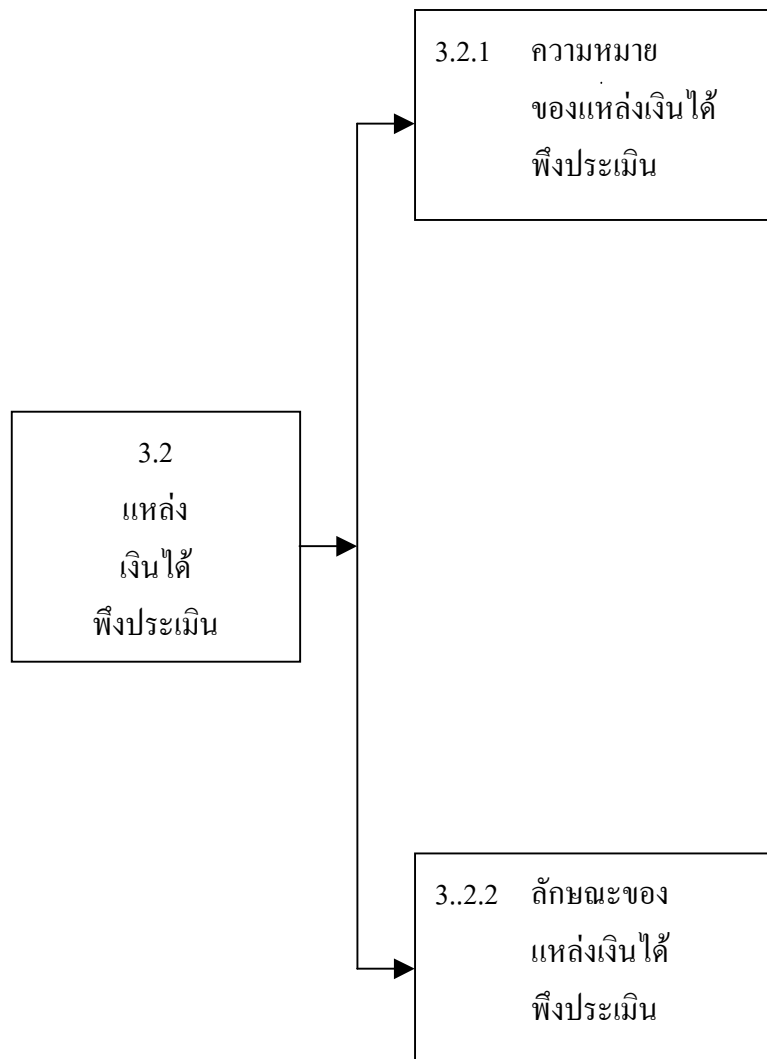 3.2.1 ความหมาย
ของแหล่งเงินได้
พึงประเมิน
3.2
แหล่ง
เงินได้
พึงประเมิน
3..2.2 ลักษณะของ
แหล่งเงินได้
พึงประเมิน